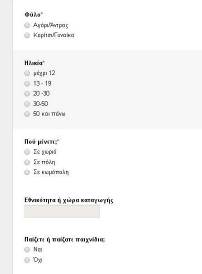 Φύλο*
Αγόρι/Άντρας
Κορίτσι/Γυναίκα
Ηλικία*
μέχρι 12
13 - 19
20 -30
30-50
50 και πάνω
Πού μένετε;*
Σε χωριό
Σε πόλη
Σε κωμόπολη
Εθνικότητα ή χώρα καταγωγής
Παίζετε ή παίζατε παιχνίδια;
Ναι
Όχι